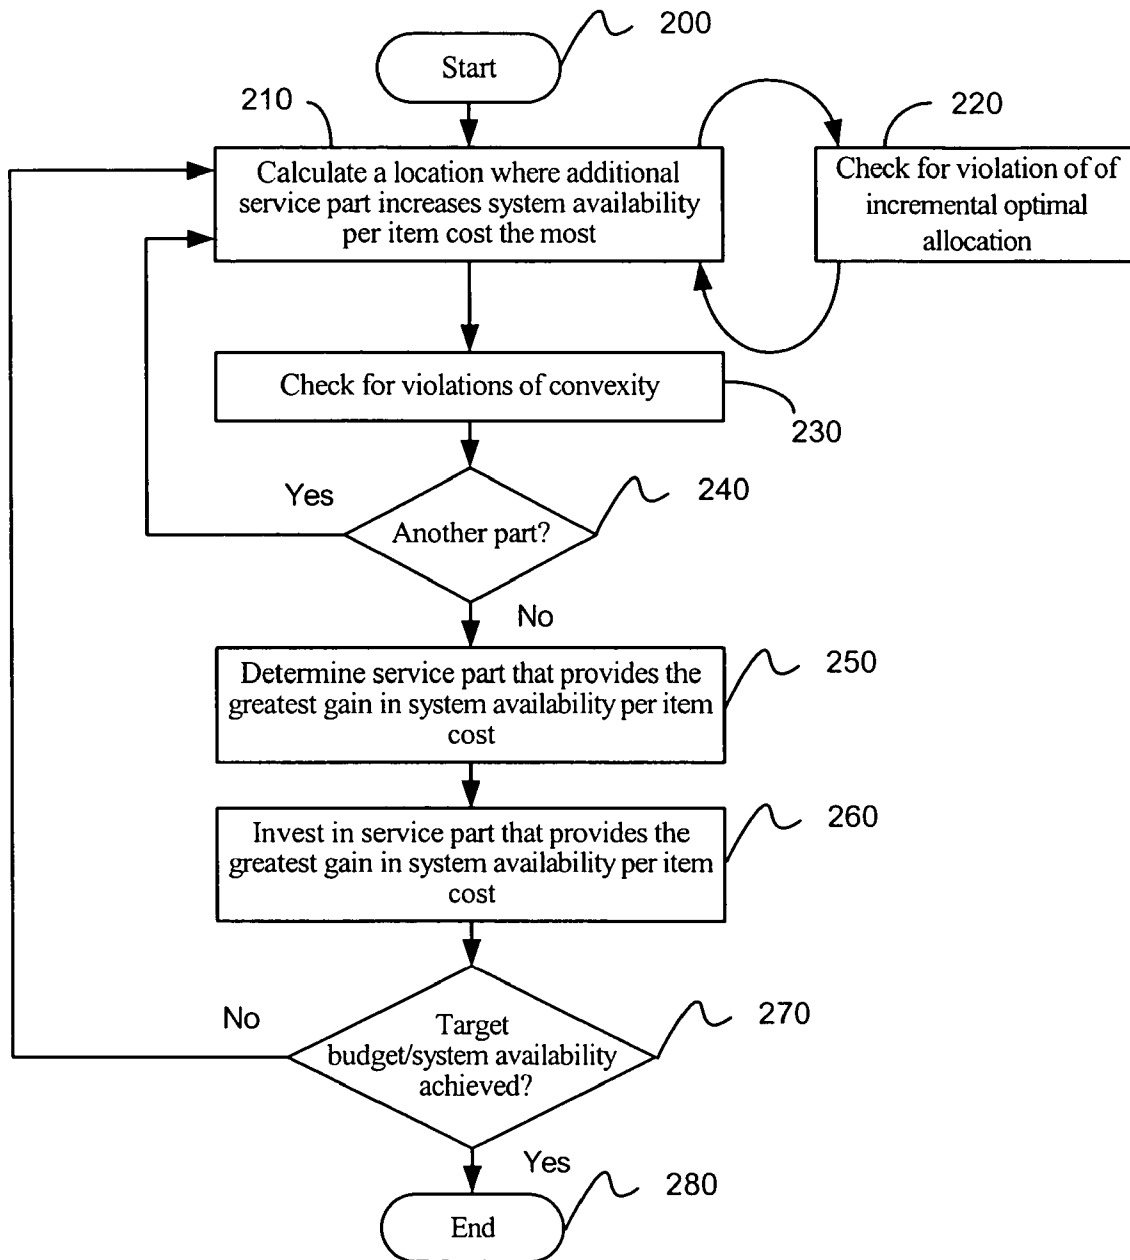 200
Start
210
220
Calculate a location where additional
service part increases system availability
per item cost the most
Check for violation of of
incremental optimal
allocation
Check for violations of convexity
230
Yes
240
Another part?
No
250
Determine service part that provides the
greatest gain in system availability per item
cost
260
Invest in service part that provides the
greatest gain in system availability per item
cost
No
270
Target
budget/system availability
achieved?
Yes
280
End